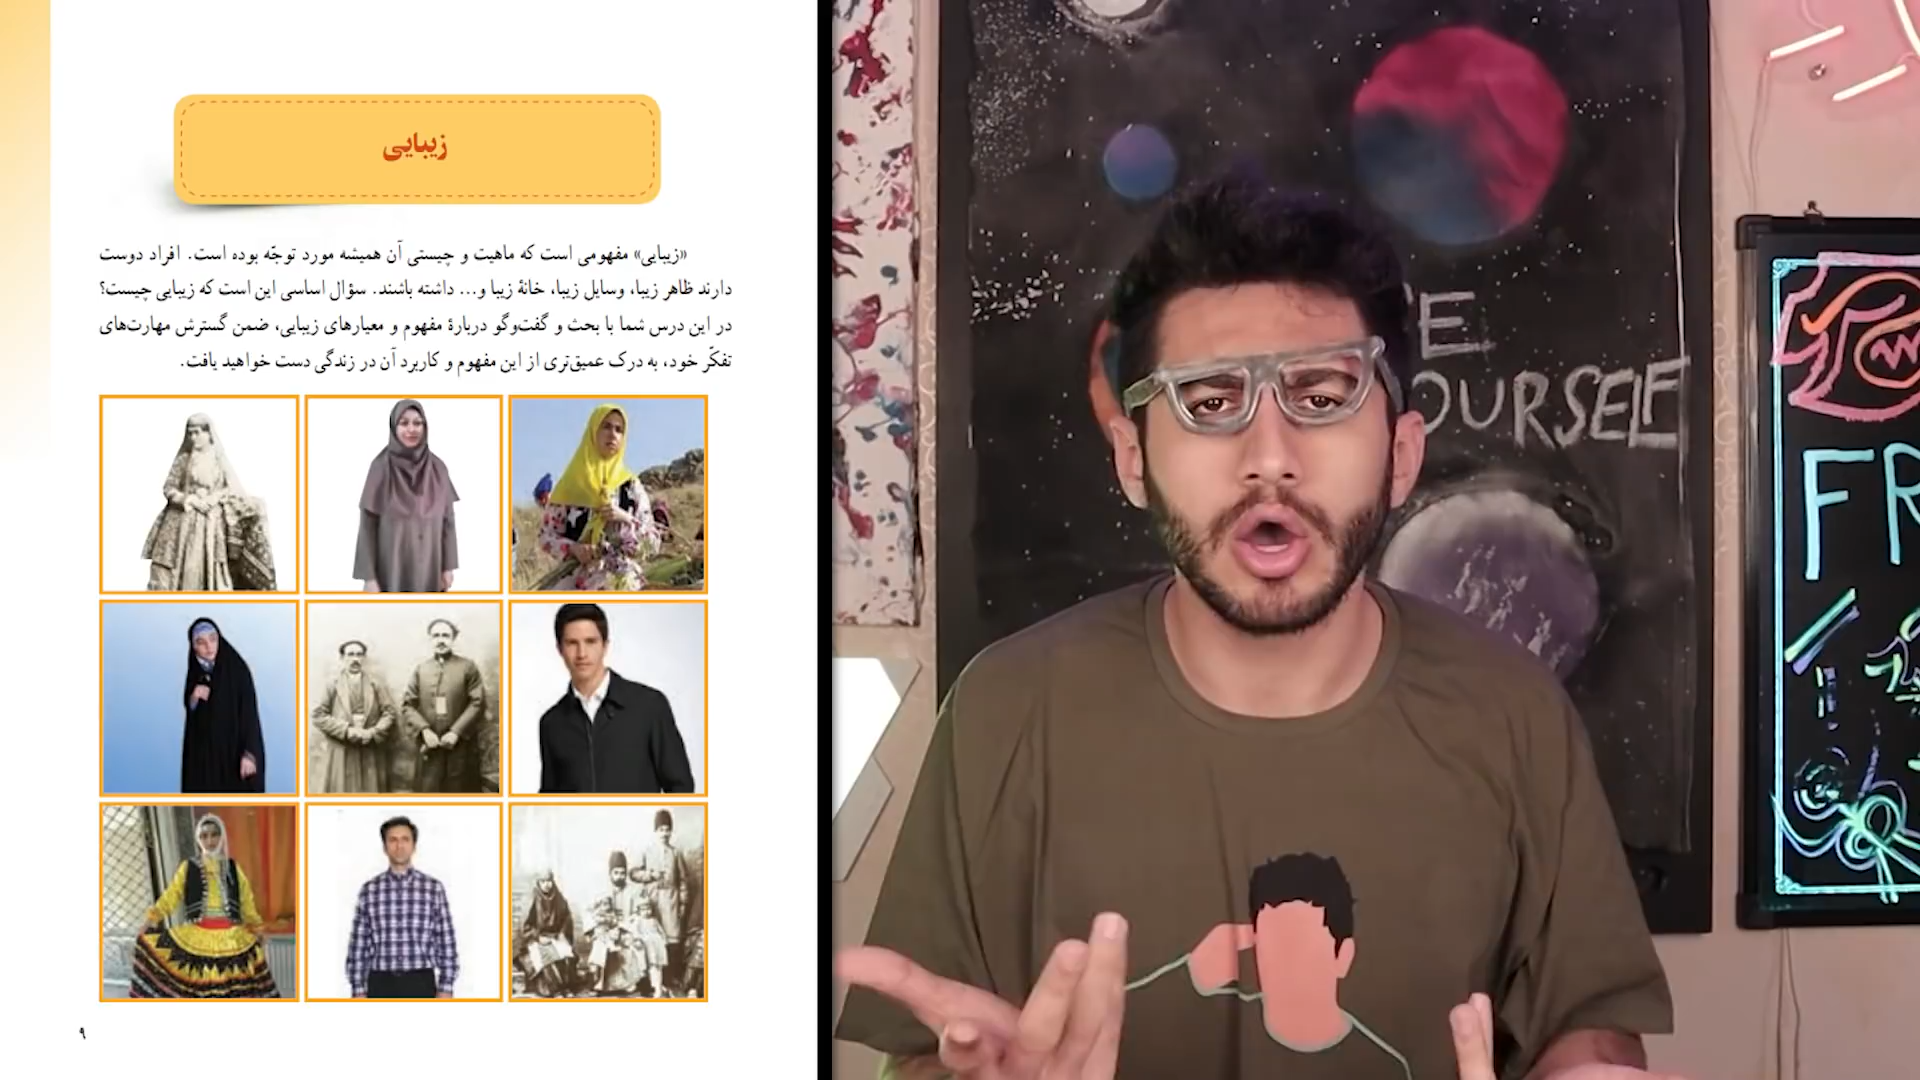 زیبایی
«زیبایی» مفهومی است که ماهیت و چیستی آن همیشه مورد توجّه بوده است. افراد دوست
دارند ظاهر زیبا، وسایل زیبا، خانهٔ زیبا و... داشته باشند. سؤال اساسی این است که زیبایی چیست؟
در این درس شما با بحث و گفت‌وگو دربارهٔ مفهوم و معیارهای زیبایی، ضمن گسترش مهارت‌های
تفکّر خود، به درک عمیق‌تری از این مفهوم و کاربرد آن در زندگی دست خواهید یافت.
۹
OURSELF
FR